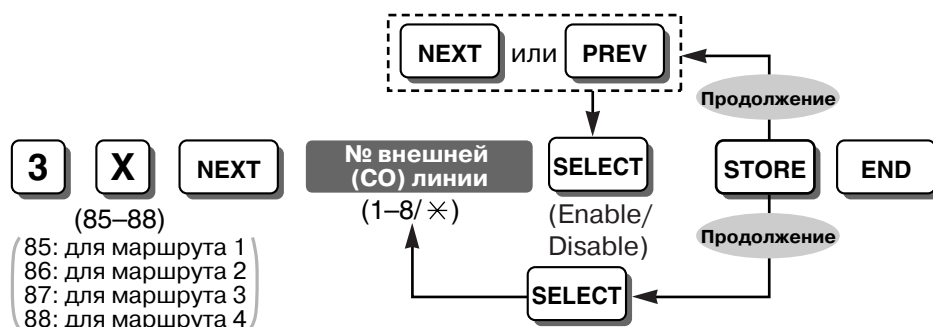 NEXT или PREV
Продолжение
3 X NEXT № внешней (CO) линии SELECT STORE END
(85–88) (1–8/✳) (Enable/Disable)
Продолжение
85: для маршрута 1
86: для маршрута 2
87: для маршрута 3
88: для маршрута 4
SELECT